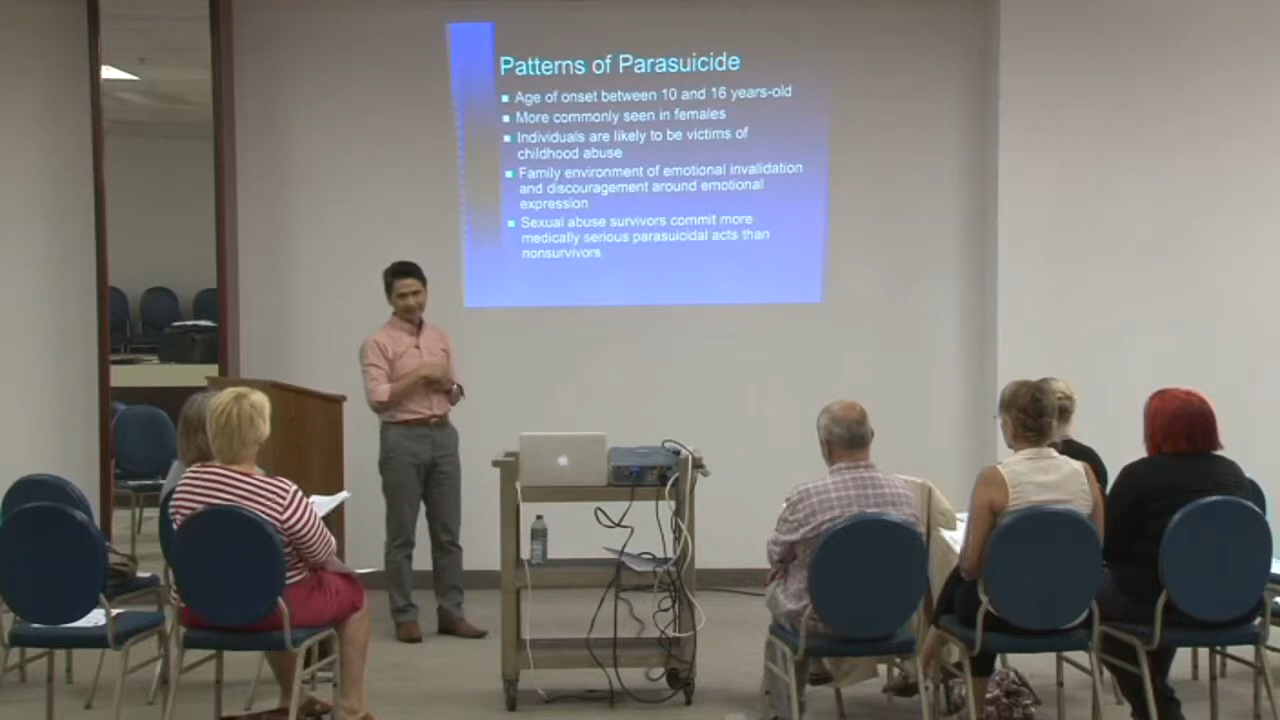 Patterns of Parasuicide
Age of onset between 10 and 16 years-old
More commonly seen in females
Individuals are likely to be victims of
childhood abuse
Family environment of emotional invalidation
and discouragement around emotional
expression
Sexual abuse survivors commit more
medically serious parasuicidal acts than
nonsurvivors